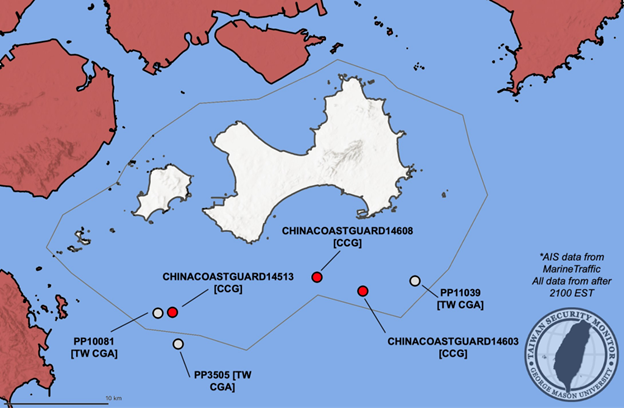 CHINACOASTGUARD14608
[CCG]
CHINACOASTGUARD14513
[CCG]
*AIS data from
MarineTraffic
All data from after
2100 EST
PP11039
[TW CGA]
PP10081
[TW CGA]
CHINACOASTGUARD14603
[CCG]
PP3505 [TW
CGA]
10 km
TAIWAN SECURITY MONITOR
GEORGE MASON UNIVERSITY